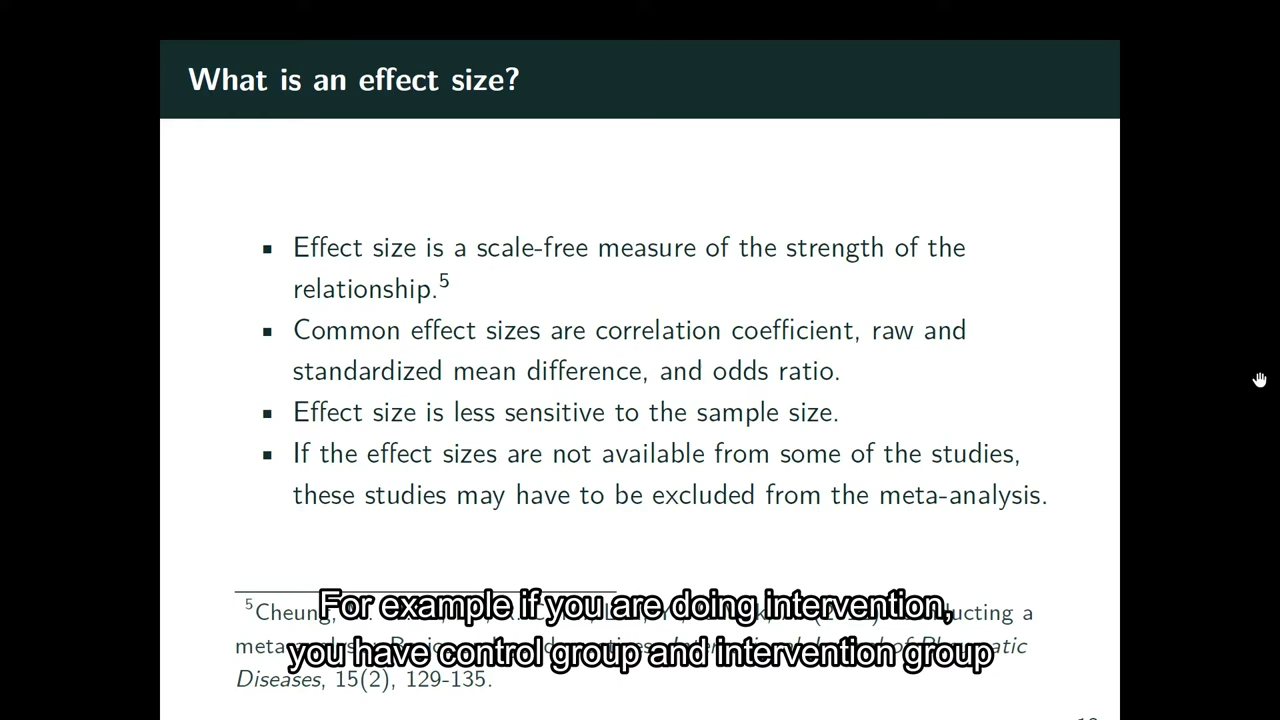 What is an effect size?
▪ Effect size is a scale-free measure of the strength of the
relationship.⁵
▪ Common effect sizes are correlation coefficient, raw and
standardized mean difference, and odds ratio.
▪ Effect size is less sensitive to the sample size.
▪ If the effect sizes are not available from some of the studies,
these studies may have to be excluded from the meta-analysis.
⁵Cheung,
Diseases, 15(2), 129-135.
For example if you are doing intervention,
you have control group and intervention group